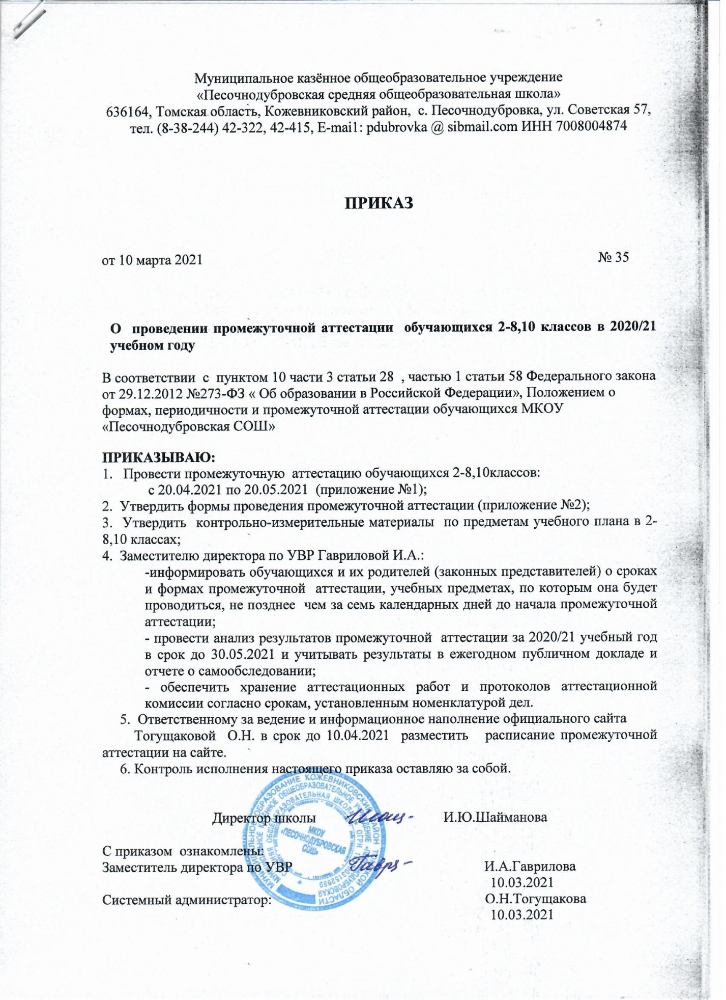 Муниципальное казённое общеобразовательное учреждение
«Песочнодубровская средняя общеобразовательная школа»
636164, Томская область, Кожевниковский район,  с. Песочнодубровка, ул. Советская 57,
тел. (8-38-244) 42-322, 42-415, E-mai1: pdubrovka @ sibmail.com ИНН 7008004874
ПРИКАЗ
от 10 марта 2021 № 35
О проведении промежуточной аттестации обучающихся 2-8,10 классов в 2020/21
учебном году
В соответствии с пунктом 10 части 3 статьи 28 , частью 1 статьи 58 Федерального закона
от 29.12.2012 №273-ФЗ « Об образовании в Российской Федерации», Положением о
формах, периодичности и промежуточной аттестации обучающихся МКОУ
«Песочнодубровская СОШ»
ПРИКАЗЫВАЮ:
1. Провести промежуточную аттестацию обучающихся 2-8,10классов:
с 20.04.2021 по 20.05.2021 (приложение №1);
2. Утвердить формы проведения промежуточной аттестации (приложение №2);
3. Утвердить контрольно-измерительные материалы по предметам учебного плана в 2-
8,10 классах;
4. Заместителю директора по УВР Гавриловой И.А.:
-информировать обучающихся и их родителей (законных представителей) о сроках
и формах промежуточной аттестации, учебных предметах, по которым она будет
проводиться, не позднее чем за семь календарных дней до начала промежуточной
аттестации;
- провести анализ результатов промежуточной аттестации за 2020/21 учебный год
в срок до 30.05.2021 и учитывать результаты в ежегодном публичном докладе и
отчете о самообследовании;
- обеспечить хранение аттестационных работ и протоколов аттестационной
комиссии согласно срокам, установленным номенклатурой дел.
5. Ответственному за ведение и информационное наполнение официального сайта
Тогущаковой О.Н. в срок до 10.04.2021 разместить расписание промежуточной
аттестации на сайте.
6. Контроль исполнения настоящего приказа оставляю за собой.
Директор школы И.Ю.Шайманова
МКОУ
«ПЕСОЧНОДУБРОВСКАЯ
СОШ»
С приказом ознакомлены:
Заместитель директора по УВР И.А.Гаврилова
10.03.2021
Системный администратор: О.Н.Тогущакова
10.03.2021